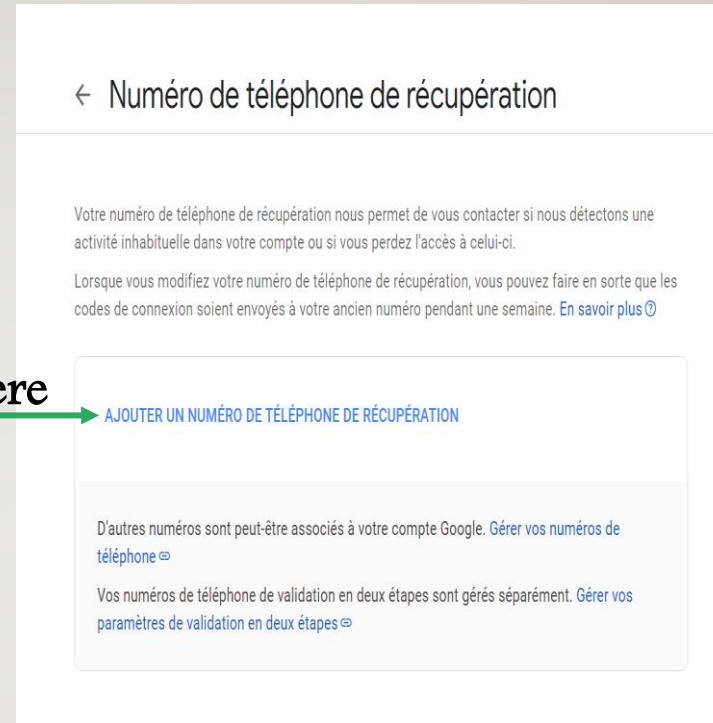 ← Numéro de téléphone de récupération
Votre numéro de téléphone de récupération nous permet de vous contacter si nous détectons une
activité inhabituelle dans votre compte ou si vous perdez l'accès à celui-ci.
Lorsque vous modifiez votre numéro de téléphone de récupération, vous pouvez faire en sorte que les
codes de connexion soient envoyés à votre ancien numéro pendant une semaine. En savoir plus
ere
AJOUTER UN NUMÉRO DE TÉLÉPHONE DE RÉCUPÉRATION
D'autres numéros sont peut-être associés à votre compte Google. Gérer vos numéros de
téléphone
Vos numéros de téléphone de validation en deux étapes sont gérés séparément. Gérer vos
paramètres de validation en deux étapes